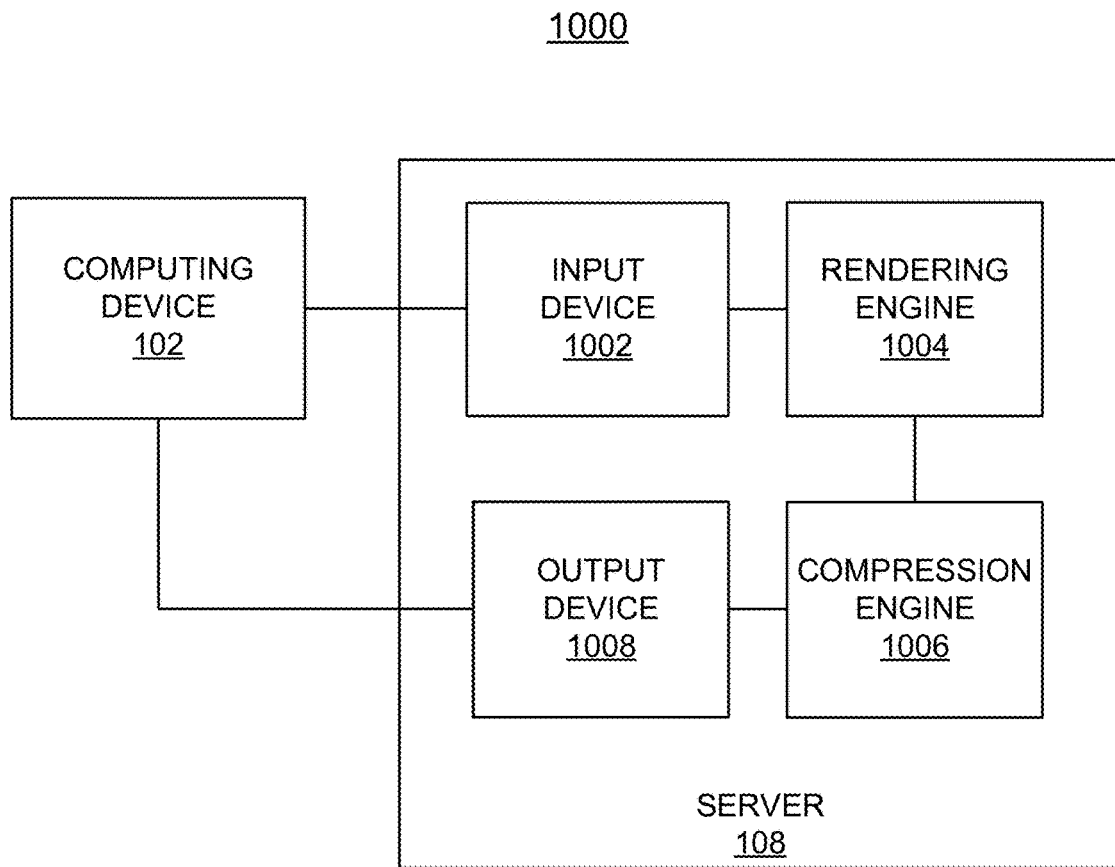 1000
COMPUTING
DEVICE
102
INPUT
DEVICE
1002
RENDERING
ENGINE
1004
OUTPUT
DEVICE
1008
COMPRESSION
ENGINE
1006
SERVER
108